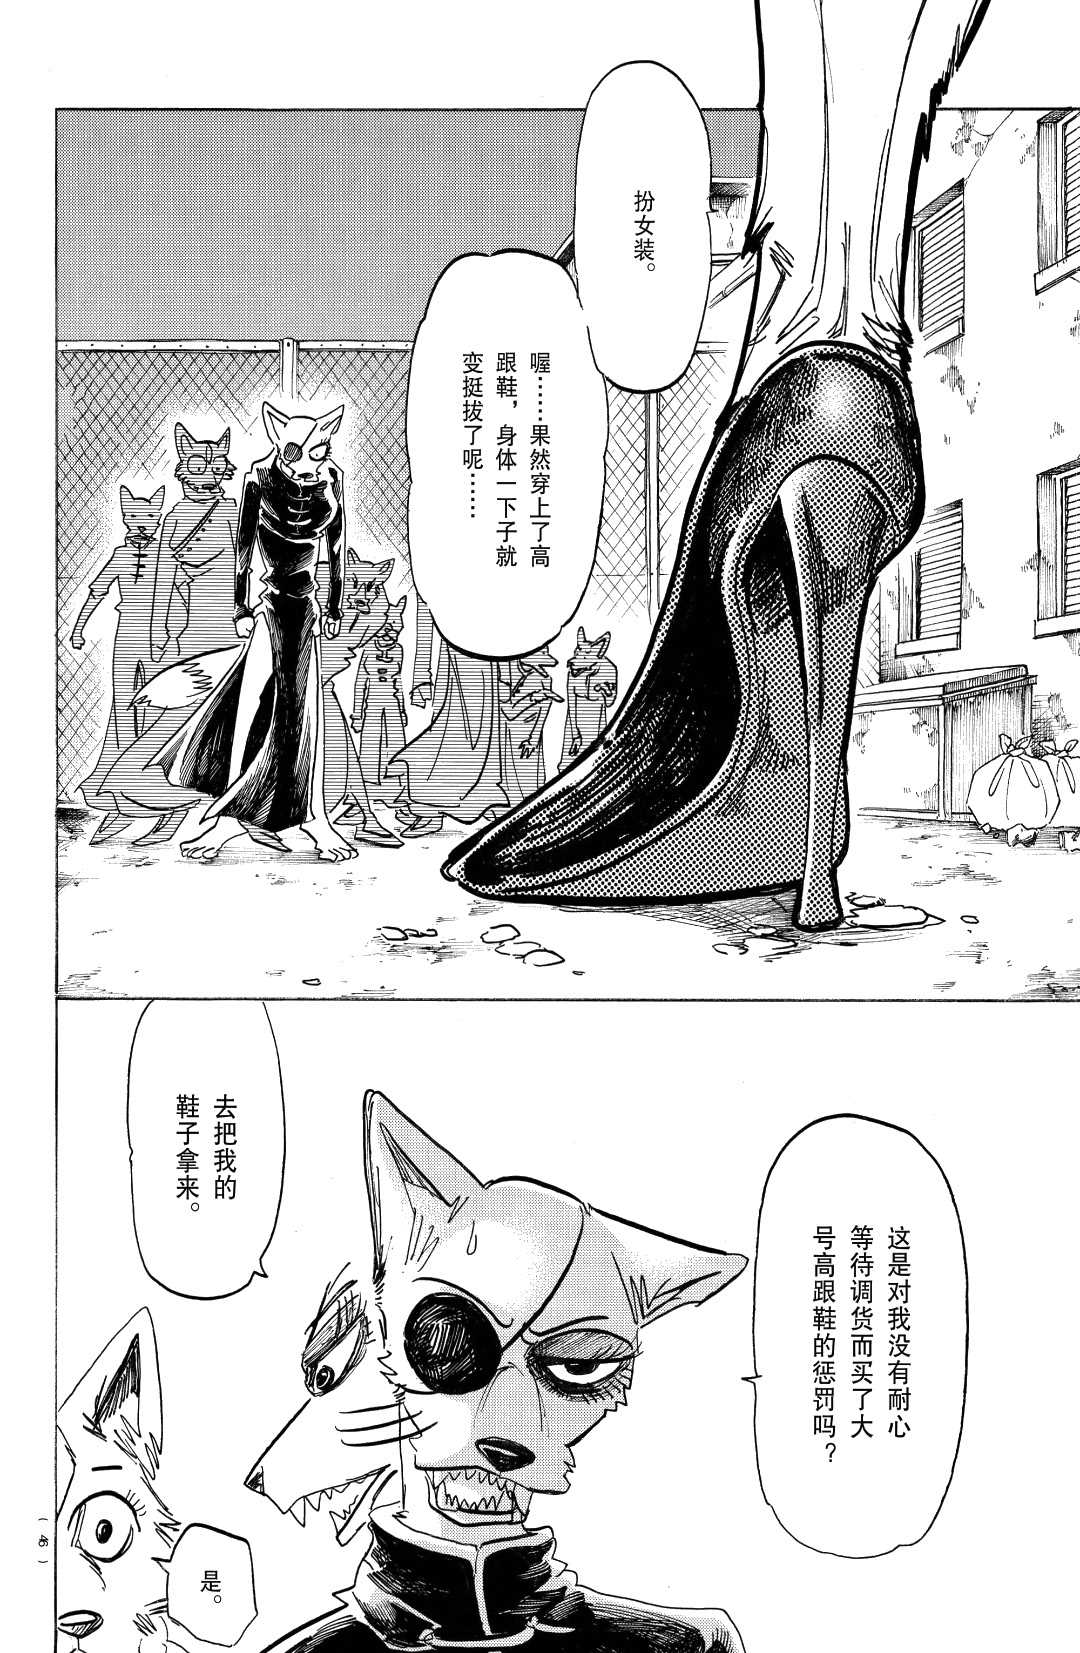 扮女装。
喔……果然穿上了高
跟鞋，身体一下子就
变挺拔了呢……
这是对我没有耐心
等待调货而买了大
号高跟鞋的惩罚吗？
去把我的
鞋子拿来。
是。
( 46 )